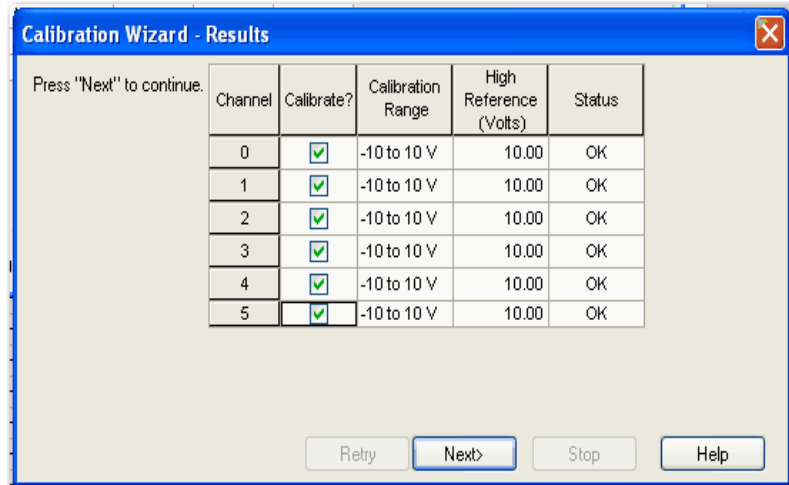 Calibration Wizard - Results
Press "Next" to continue.
Channel Calibrate? Calibration Range High Reference (Volts) Status
0 -10 to 10 V 10.00 OK
1 -10 to 10 V 10.00 OK
2 -10 to 10 V 10.00 OK
3 -10 to 10 V 10.00 OK
4 -10 to 10 V 10.00 OK
5 -10 to 10 V 10.00 OK
Retry Next> Stop Help